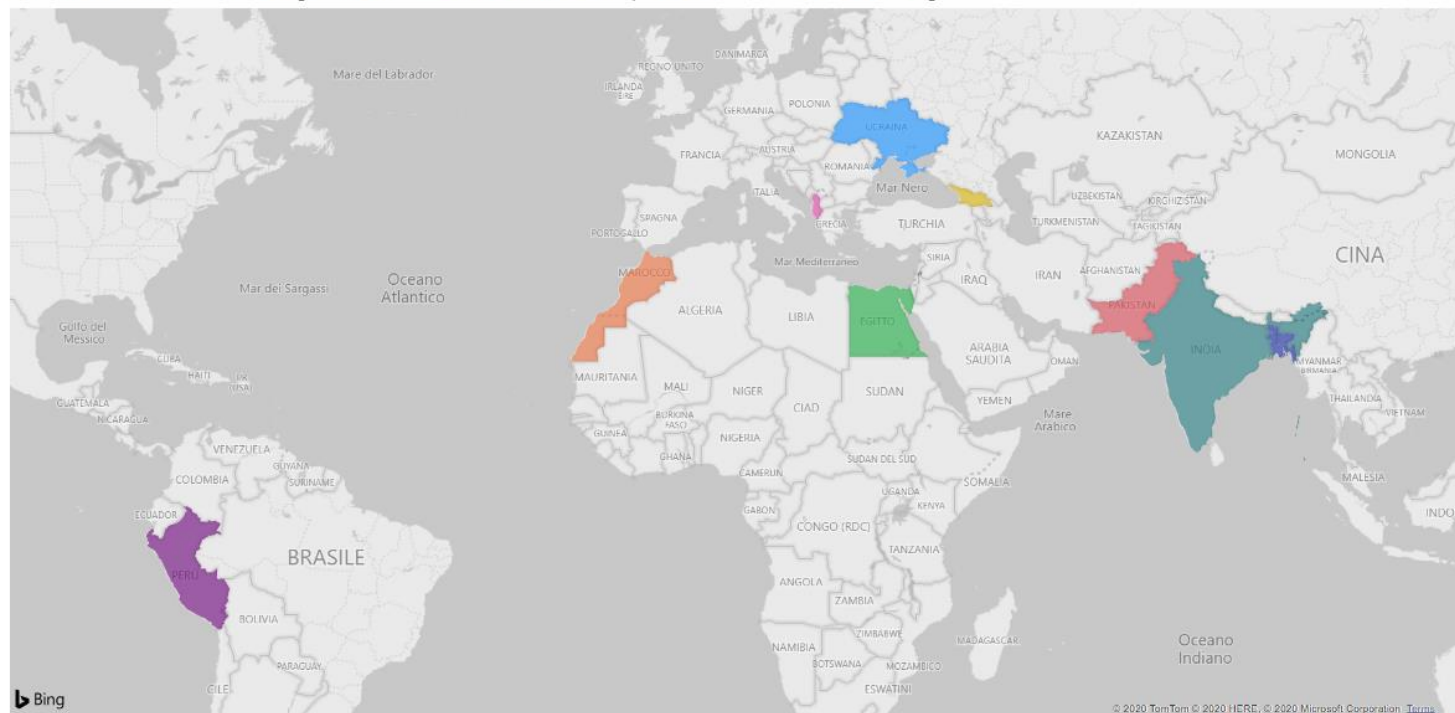 Mare del Labrador
DANIMARCA
REGNO UNITO
IRLANDA
ÉIRE
POLONIA
GERMANIA
UCRAINA
KAZAKISTAN
MONGOLIA
FRANCIA
AUSTRIA
ROMANIA
Mar Nero
ITALIA
UZBEKISTAN
KIRGHIZISTAN
SPAGNA
PORTOGALLO
GRECIA
TURCHIA
TURKMENISTAN
TAGIKISTAN
CINA
SIRIA
Mar Mediterraneo
MAROCCO
IRAQ
IRAN
AFGHANISTAN
Oceano
Atlantico
Mar dei Sargassi
ALGERIA
LIBIA
EGITTO
PAKISTAN
Golfo del
Messico
ARABIA
SAUDITA
INDIA
CUBA
HAITI
PR
(USA)
OMAN
MYANMAR
BIRMANIA
MAURITANIA
MALI
NIGER
SUDAN
YEMEN
THAILANDIA
GUATEMALA
NICARAGUA
CIAD
Mare
Arabico
VIETNAM
BURKINA
FASO
GUINEA
NIGERIA
VENEZUELA
GUYANA
SURINAME
GHANA
CAMERUN
SUDAN DEL SUD
SOMALIA
COLOMBIA
MALESIA
UGANDA
KENYA
ECUADOR
GABON
INDO
CONGO (RDC)
BRASILE
TANZANIA
PERÙ
ANGOLA
ZAMBIA
BOLIVIA
ZIMBABWE
MADAGASCAR
Oceano
Indiano
NAMIBIA
BOTSWANA
MOZAMBICO
PARAGUAY
ESWATINI
CILE
Bing
© 2020 TomTom © 2020 HERE, © 2020 Microsoft Corporation Terms